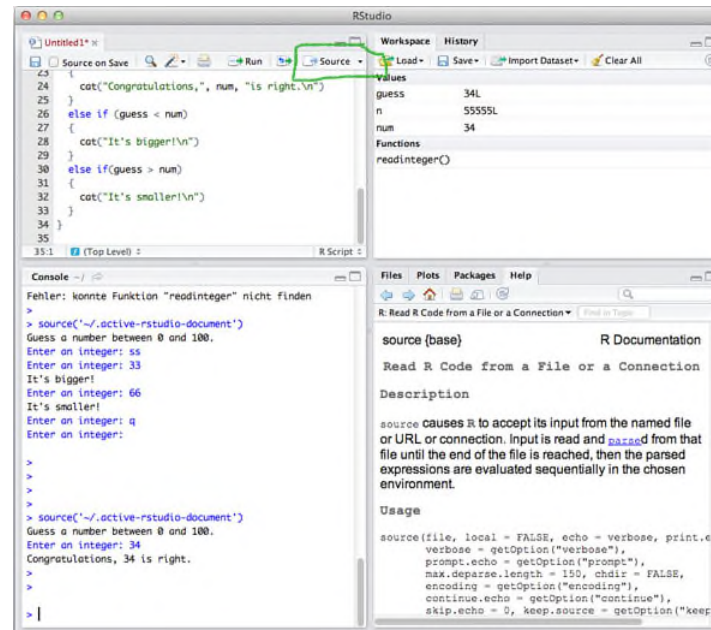 RStudio
Untitled1* ×
Source on Save
Run
Source
23 {
24 cat("Congratulations,", num, "is right.\n")
25 }
26 else if (guess < num)
27 {
28 cat("It's bigger!\n")
29 }
30 else if(guess > num)
31 {
32 cat("It's smaller!\n")
33 }
34 }
35
35:1 (Top Level) R Script
Workspace History
Load Save Import Dataset Clear All
Values
guess 34L
n 55555L
num 34
Functions
readinteger()
Console ~/
Fehler: konnte Funktion "readinteger" nicht finden
>
> source('~/.active-rstudio-document')
Guess a number between 0 and 100.
Enter an integer: ss
Enter an integer: 33
It's bigger!
Enter an integer: 66
It's smaller!
Enter an integer: q
Enter an integer:
>
>
>
>
> source('~/.active-rstudio-document')
Guess a number between 0 and 100.
Enter an integer: 34
Congratulations, 34 is right.
>
>
>
Files Plots Packages Help
R: Read R Code from a File or a Connection Find in Topic
source {base} R Documentation
Read R Code from a File or a Connection
Description
source causes R to accept its input from the named file
or URL or connection. Input is read and parsed from that
file until the end of the file is reached, then the parsed
expressions are evaluated sequentially in the chosen
environment.
Usage
source(file, local = FALSE, echo = verbose, print.e
verbose = getOption("verbose"),
prompt.echo = getOption("prompt"),
max.deparse.length = 150, chdir = FALSE,
encoding = getOption("encoding"),
continue.echo = getOption("continue"),
skip.echo = 0, keep.source = getOption("keep